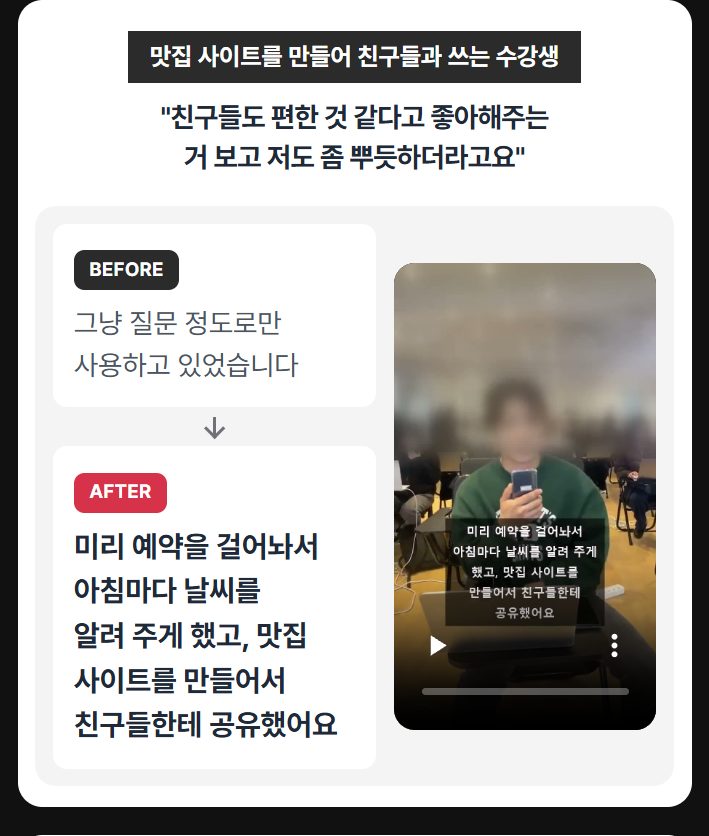 맛집 사이트를 만들어 친구들과 쓰는 수강생
"친구들도 편한 것 같다고 좋아해주는
거 보고 저도 좀 뿌듯하더라고요"
BEFORE
그냥 질문 정도로만
사용하고 있었습니다
AFTER
미리 예약을 걸어놔서
아침마다 날씨를
알려 주게 했고, 맛집
사이트를 만들어서
친구들한테 공유했어요
미리 예약을 걸어놔서
아침마다 날씨를 알려 주게
했고, 맛집 사이트를
만들어서 친구들한테
공유했어요